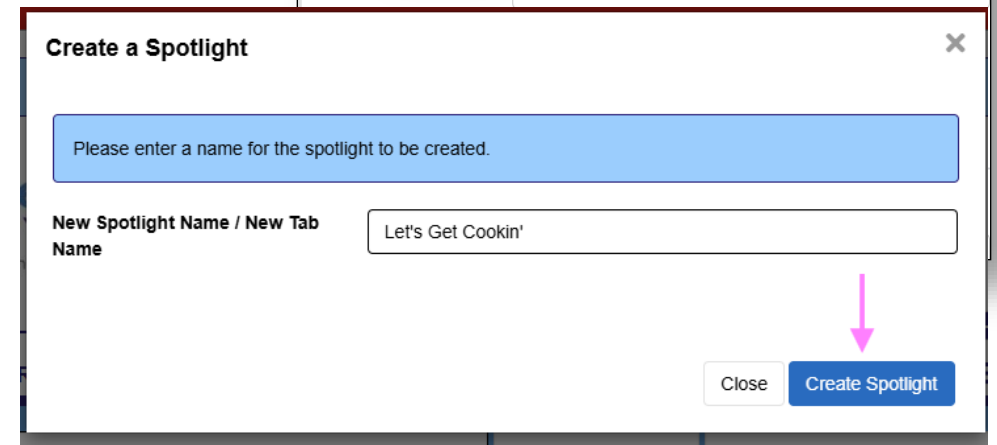 Create a Spotlight
Please enter a name for the spotlight to be created.
New Spotlight Name / New Tab
Name
Let's Get Cookin'
Close
Create Spotlight